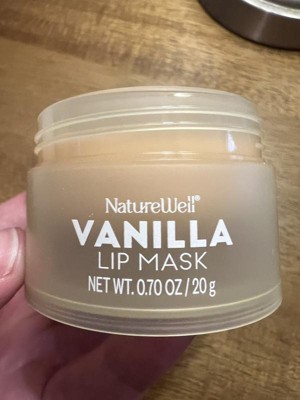 NatureWell®
VANILLA
LIP MASK
NET WT. 0.70 OZ / 20 g